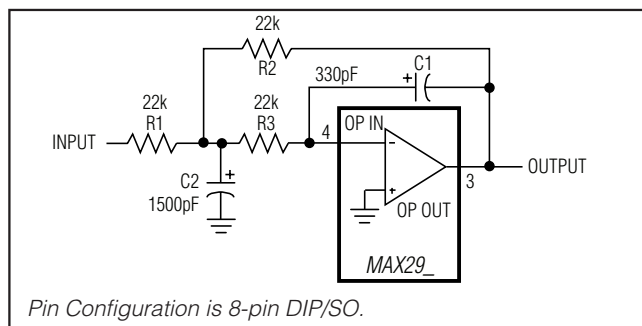 22k
R2
330pF
C1
+
22k
R1
22k
R3
4
OP IN
-
INPUT
OUTPUT
3
C2
+
1500pF
+
OP OUT
MAX29_
Pin Configuration is 8-pin DIP/SO.